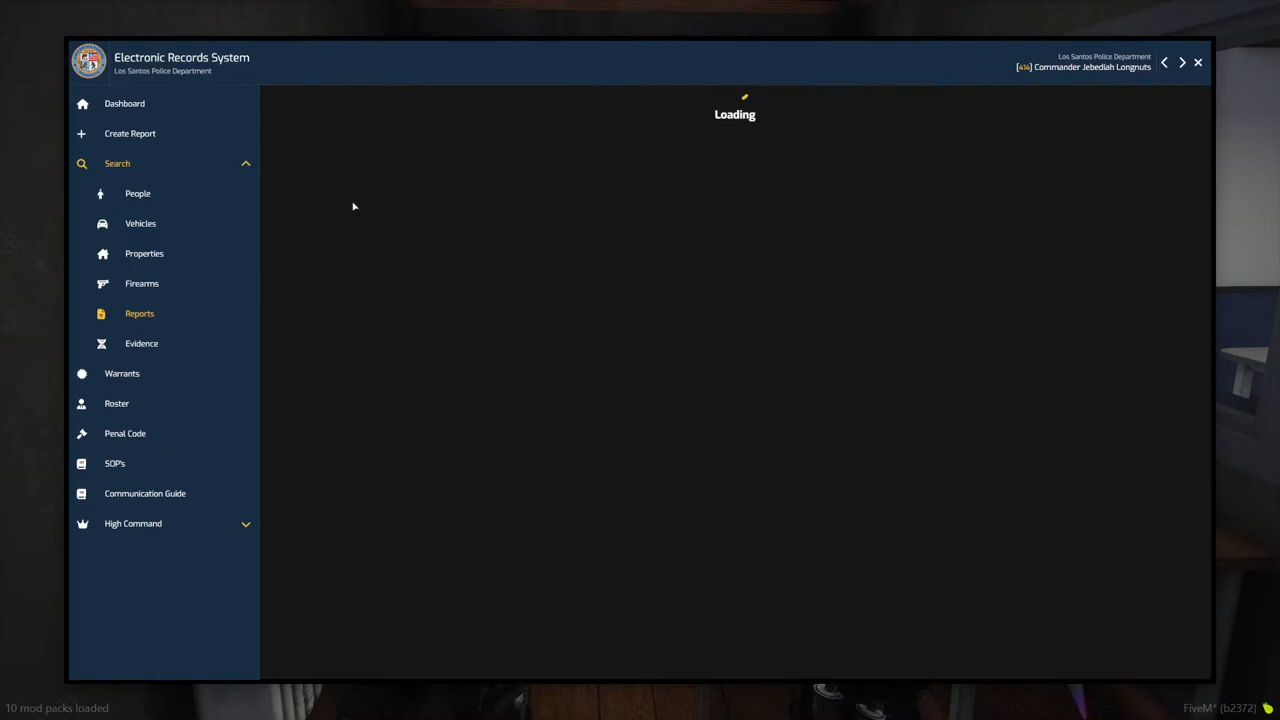 Electronic Records System
Los Santos Police Department
Los Santos Police Department
[414] Commander Jebediah Longnuts
Dashboard
Create Report
Search
People
Vehicles
Properties
Firearms
Reports
Evidence
Warrants
Roster
Penal Code
SOP's
Communication Guide
High Command
Loading
10 mod packs loaded
FiveM* (b2372)